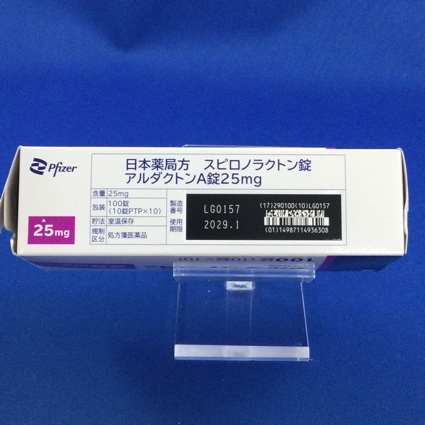 Pfizer
日本薬局方 スピロノラクトン錠
アルダクトンA錠25mg
含量 25mg
包装 100錠
(10錠PTP×10)
貯法 室温保存
規制区分 処方箋医薬品
製造番号 LG0157
使用期限 2029.1
(17)290100(10)LG0157
(01)14987114936308
25mg